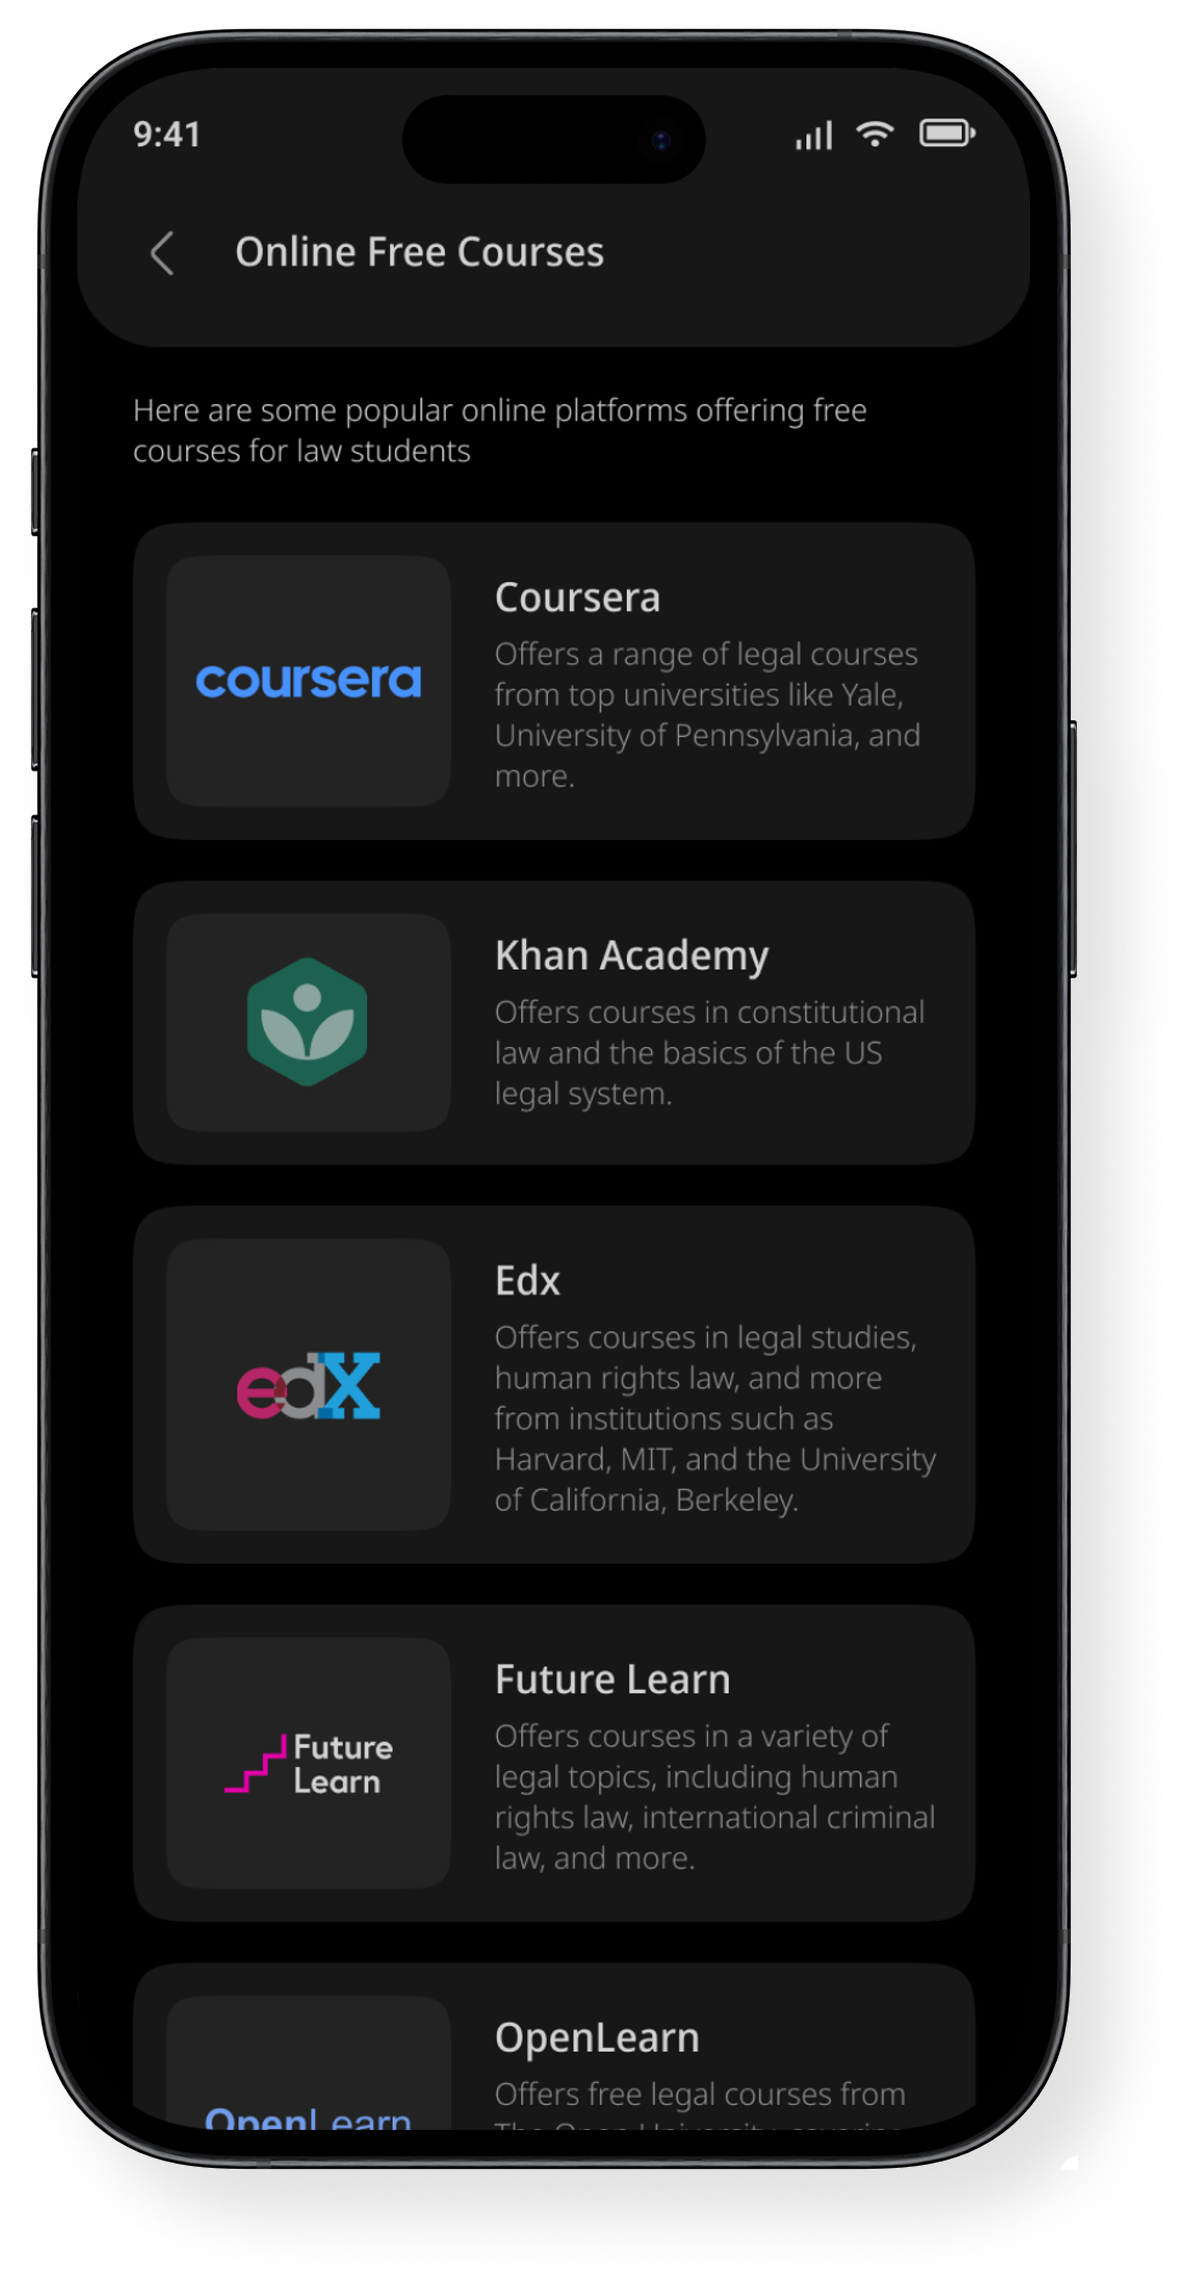 9:41
Online Free Courses
Here are some popular online platforms offering free
courses for law students
coursera
Coursera
Offers a range of legal courses
from top universities like Yale,
University of Pennsylvania, and
more.
Khan Academy
Offers courses in constitutional
law and the basics of the US
legal system.
edX
Edx
Offers courses in legal studies,
human rights law, and more
from institutions such as
Harvard, MIT, and the University
of California, Berkeley.
Future
Learn
Future Learn
Offers courses in a variety of
legal topics, including human
rights law, international criminal
law, and more.
OpenLearn
OpenLearn
Offers free legal courses from
The Open University, covering